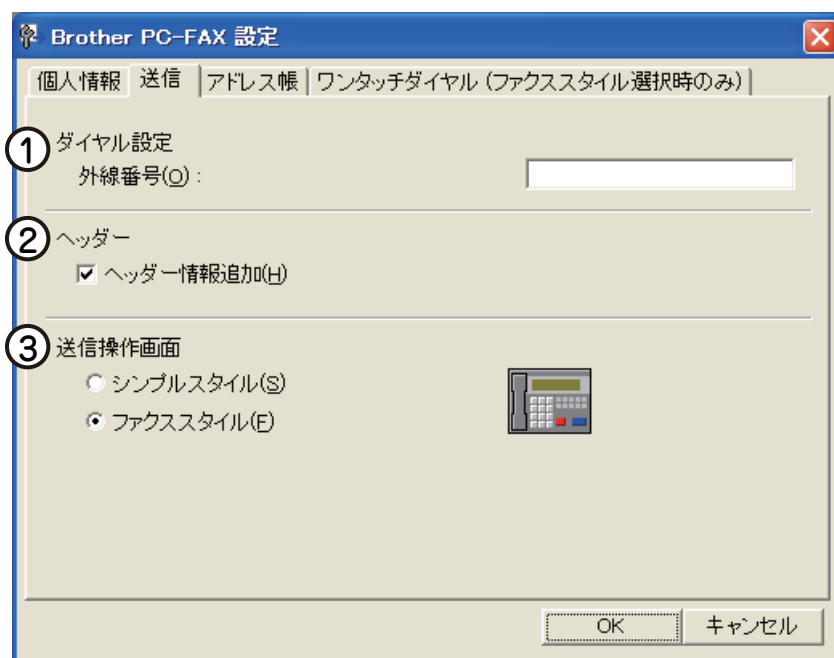 Brother PC-FAX 設定
個人情報 送信 アドレス帳 ワンタッチダイヤル (ファクススタイル選択時のみ)
① ダイヤル設定
外線番号(O) :
② ヘッダー
ヘッダー情報追加(H)
③ 送信操作画面
シンプルスタイル(S)
ファクススタイル(F)
OK キャンセル